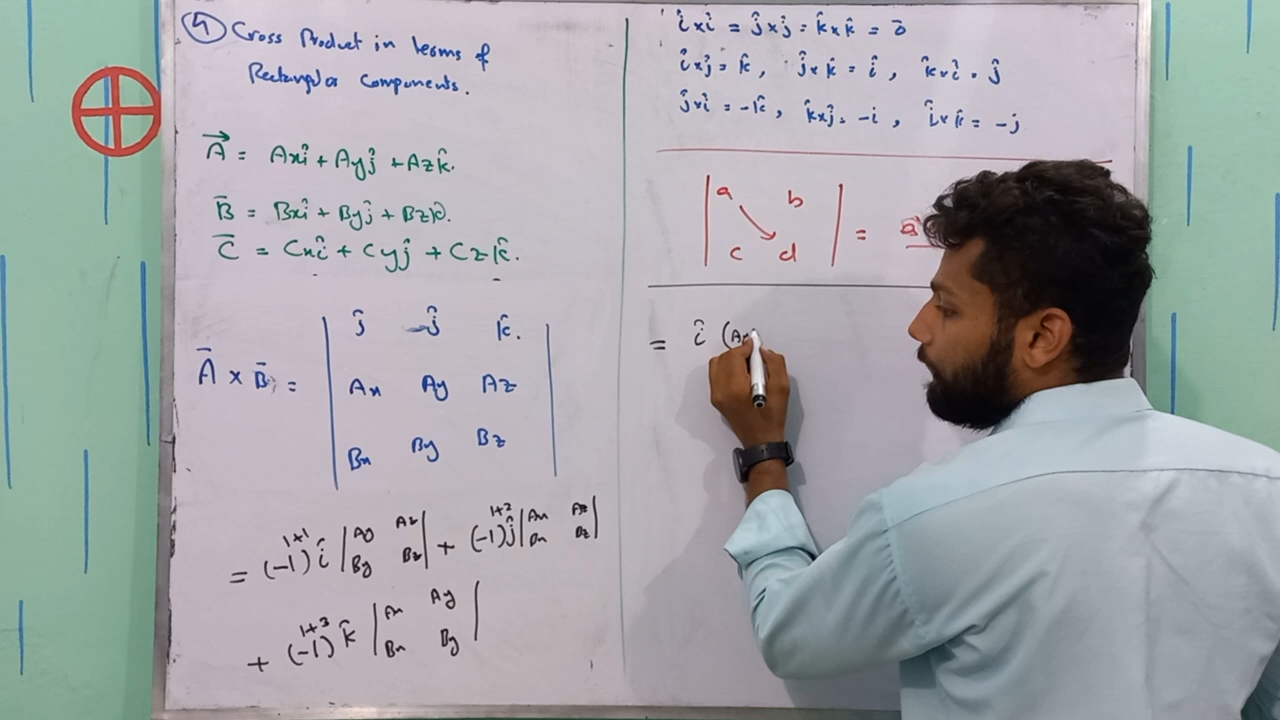 4 Cross Product in terms of
Rectangular Components.
A⃗ = Axî + Ayĵ + Azk̂.
B̄ = Bxî + Byĵ + Bzk̂.
C̄ = Cxî + Cyĵ + Czk̂.
Ā × B̄ = | ĵ -ĵ k̂. |
| Ax Ay Az |
| Bx By Bz |
= (-1)¹⁺¹ î | Ay Az | + (-1)¹⁺² ĵ | Ax Az |
| By Bz | | Bx Bz |
+ (-1)¹⁺³ k̂ | Ax Ay |
| Bx By |
î×î = ĵ×ĵ = k̂×k̂ = ō
î×ĵ = k̂, ĵ×k̂ = î, k̂×î = ĵ
ĵ×î = -k̂, k̂×ĵ = -i, î×k̂ = -j
| a b | = a
| c d |
= î (A